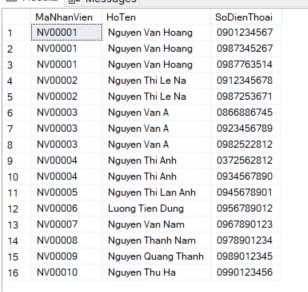 Messages
MaNhanVien HoTen SoDienThoai
1 NV00001 Nguyen Van Hoang 0901234567
2 NV00001 Nguyen Van Hoang 0987345267
3 NV00001 Nguyen Van Hoang 0987763514
4 NV00002 Nguyen Thi Le Na 0912345678
5 NV00002 Nguyen Thi Le Na 0987253671
6 NV00003 Nguyen Van A 0866886745
7 NV00003 Nguyen Van A 0923456789
8 NV00003 Nguyen Van A 0982522812
9 NV00004 Nguyen Thi Anh 0372562812
10 NV00004 Nguyen Thi Anh 0934567890
11 NV00005 Nguyen Thi Lan Anh 0945678901
12 NV00006 Luong Tien Dung 0956789012
13 NV00007 Nguyen Van Nam 0967890123
14 NV00008 Nguyen Thanh Nam 0978901234
15 NV00009 Nguyen Quang Thanh 0989012345
16 NV00010 Nguyen Thu Ha 0990123456